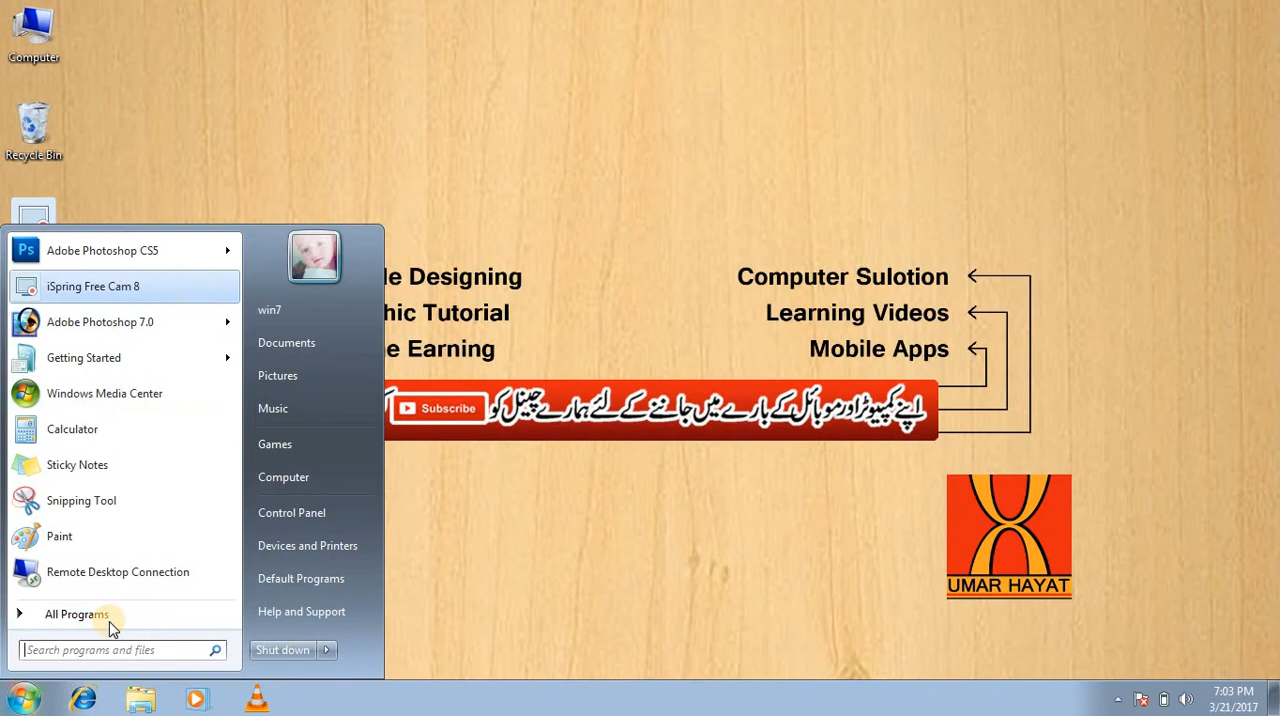 Computer
Recycle Bin
Adobe Photoshop CS5
iSpring Free Cam 8
Adobe Photoshop 7.0
Getting Started
Windows Media Center
Calculator
Sticky Notes
Snipping Tool
Paint
Remote Desktop Connection
All Programs
Search programs and files
win7
Documents
Pictures
Music
Games
Computer
Control Panel
Devices and Printers
Default Programs
Help and Support
Shut down
Designing
Tutorial
Earning
Computer Sulotion
Learning Videos
Mobile Apps
اپنے کمپیوٹر اور موبائل کے بارے میں جاننے کے لئے ہمارے چینل کو Subscribe
UMAR HAYAT
7:03 PM
3/21/2017